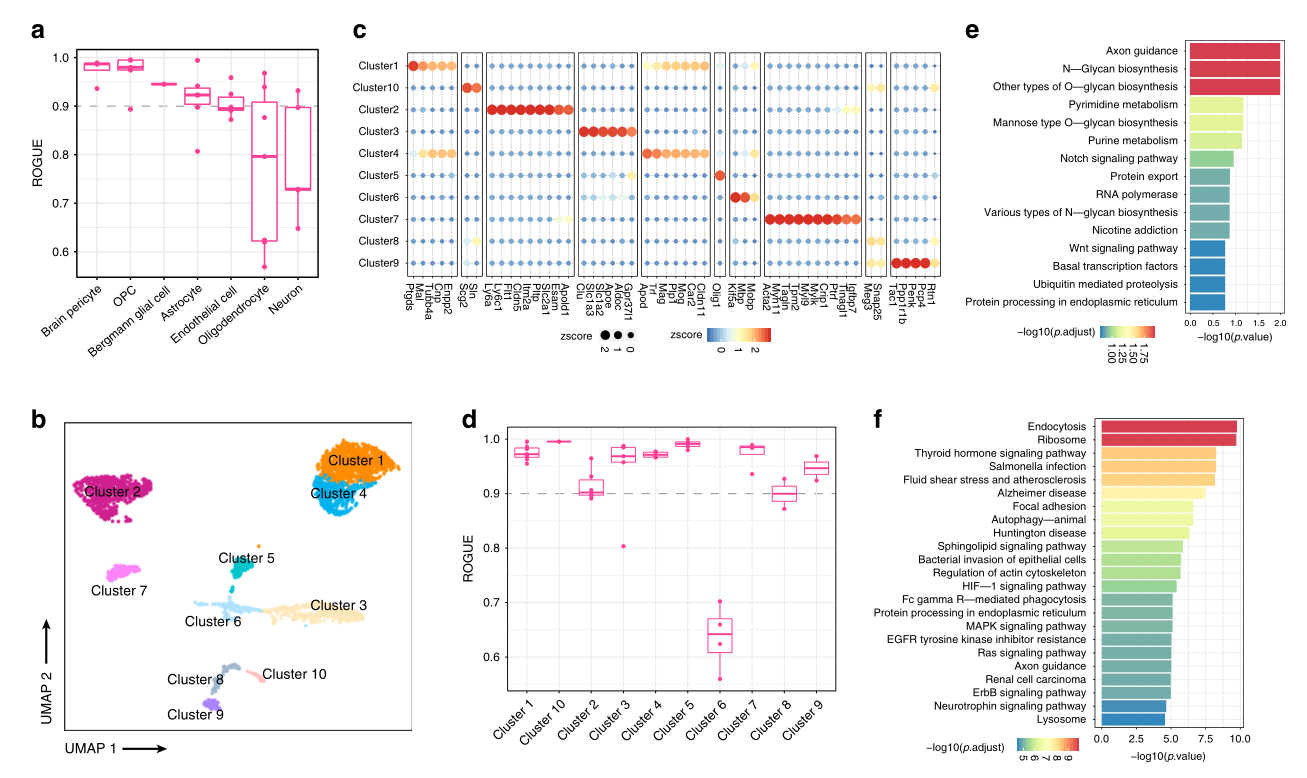 a
1.0
0.9
0.8
0.7
0.6
ROGUE
Brain pericyte
OPC
Bergmann glial cell
Astrocyte
Endothelial cell
Oligodendrocyte
Neuron
b
Cluster 1
Cluster 2
Cluster 4
Cluster 5
Cluster 7
Cluster 3
Cluster 6
Cluster 8
Cluster 10
Cluster 9
UMAP 2
UMAP 1
c
Cluster1
Cluster10
Cluster2
Cluster3
Cluster4
Cluster5
Cluster6
Cluster7
Cluster8
Cluster9
Ptgds
Mal
Tubb4a
Cnp
Enpp2
Sln
Ly6a
Ly6c1
Flt1
Cldn5
Itm2a
Pltp
Slc2a1
Esam
Apold1
Clu
Slc1a3
Slc1a2
Apoe
Aldoc
Gpr37l1
Apod
Trf
Mag
Plp1
Mog
Car2
Cldn11
Olig1
Kif5a
Mbp
Mobp
Acta2
Myh11
Tagln
Tpm2
Myl9
Mylk
Crip1
Ptrf
Tinagl1
Igfbp7
Meg3
Snap25
Tac1
Ppp1r1b
Penk
Pcp4
Rtn1
zscore
2
1
0
zscore
0
1
2
d
1.0
0.9
0.8
0.7
0.6
ROGUE
Cluster 1
Cluster 10
Cluster 2
Cluster 3
Cluster 4
Cluster 5
Cluster 6
Cluster 7
Cluster 8
Cluster 9
e
Axon guidance
N—Glycan biosynthesis
Other types of O—glycan biosynthesis
Pyrimidine metabolism
Mannose type O—glycan biosynthesis
Purine metabolism
Notch signaling pathway
Protein export
RNA polymerase
Various types of N—glycan biosynthesis
Nicotine addiction
Wnt signaling pathway
Basal transcription factors
Ubiquitin mediated proteolysis
Protein processing in endoplasmic reticulum
0.0 0.5 1.0 1.5 2.0
−log10(p.value)
−log10(p.adjust)
1.00
1.25
1.50
1.75
f
Endocytosis
Ribosome
Thyroid hormone signaling pathway
Salmonella infection
Fluid shear stress and atherosclerosis
Alzheimer disease
Focal adhesion
Autophagy—animal
Huntington disease
Sphingolipid signaling pathway
Bacterial invasion of epithelial cells
Regulation of actin cytoskeleton
HIF—1 signaling pathway
Fc gamma R—mediated phagocytosis
Protein processing in endoplasmic reticulum
MAPK signaling pathway
EGFR tyrosine kinase inhibitor resistance
Ras signaling pathway
Axon guidance
Renal cell carcinoma
ErbB signaling pathway
Neurotrophin signaling pathway
Lysosome
0.0 2.5 5.0 7.5 10.0
−log10(p.value)
−log10(p.adjust)
5
6
7
8
9